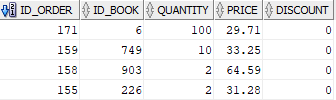 ID_ORDER ID_BOOK QUANTITY PRICE DISCOUNT
171 6 100 29.71 0
159 749 10 33.25 0
158 903 2 64.59 0
155 226 2 31.28 0